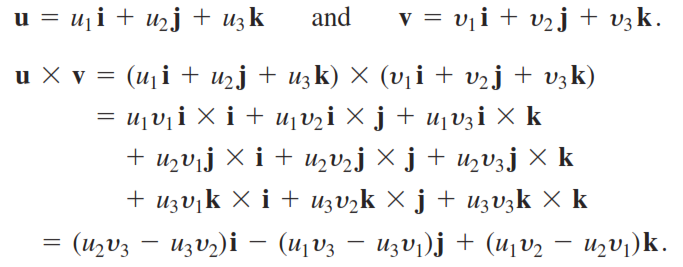 u = u₁i + u₂j + u₃k and v = v₁i + v₂j + v₃k.
u × v = (u₁i + u₂j + u₃k) × (v₁i + v₂j + v₃k)
= u₁v₁i × i + u₁v₂i × j + u₁v₃i × k
+ u₂v₁j × i + u₂v₂j × j + u₂v₃j × k
+ u₃v₁k × i + u₃v₂k × j + u₃v₃k × k
= (u₂v₃ − u₃v₂)i − (u₁v₃ − u₃v₁)j + (u₁v₂ − u₂v₁)k.